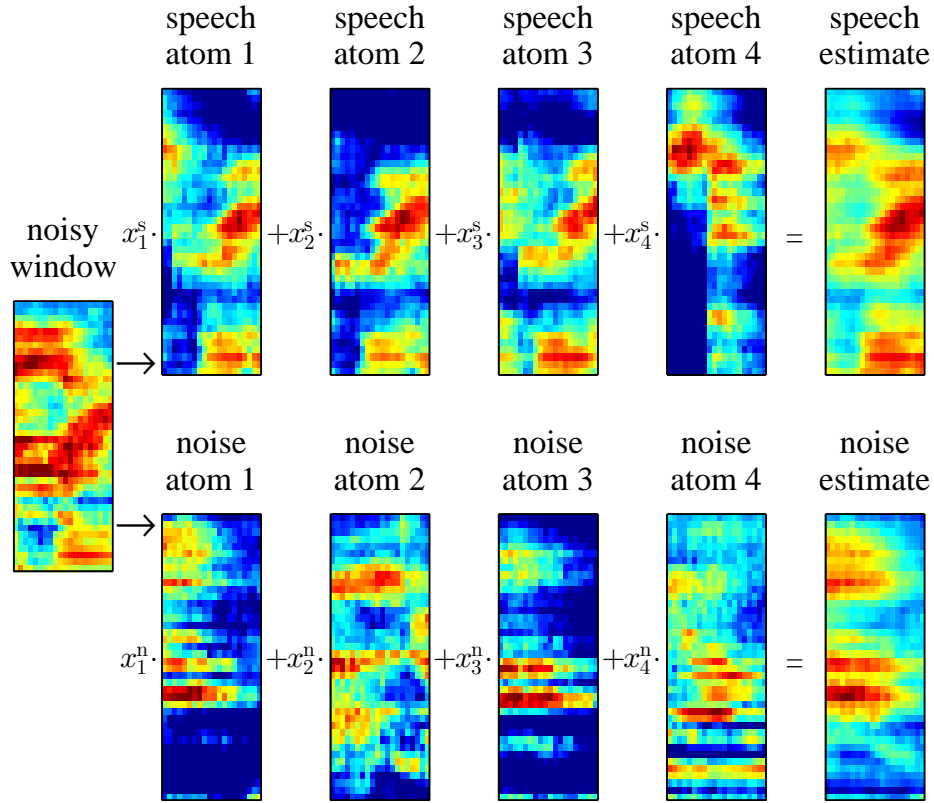 speech speech speech speech speech
atom 1 atom 2 atom 3 atom 4 estimate
noisy
window
x₁ˢ· +x₂ˢ· +x₃ˢ· +x₄ˢ· =
noise noise noise noise noise
atom 1 atom 2 atom 3 atom 4 estimate
x₁ⁿ· +x₂ⁿ· +x₃ⁿ· +x₄ⁿ· =